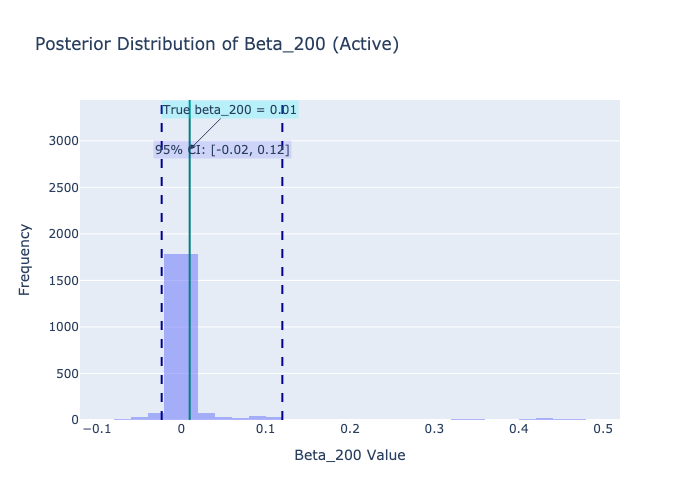 Posterior Distribution of Beta_200 (Active)
True beta_200 = 0.01
95% CI: [-0.02, 0.12]
3000
2500
2000
1500
1000
500
0
Frequency
−0.1 0 0.1 0.2 0.3 0.4 0.5
Beta_200 Value